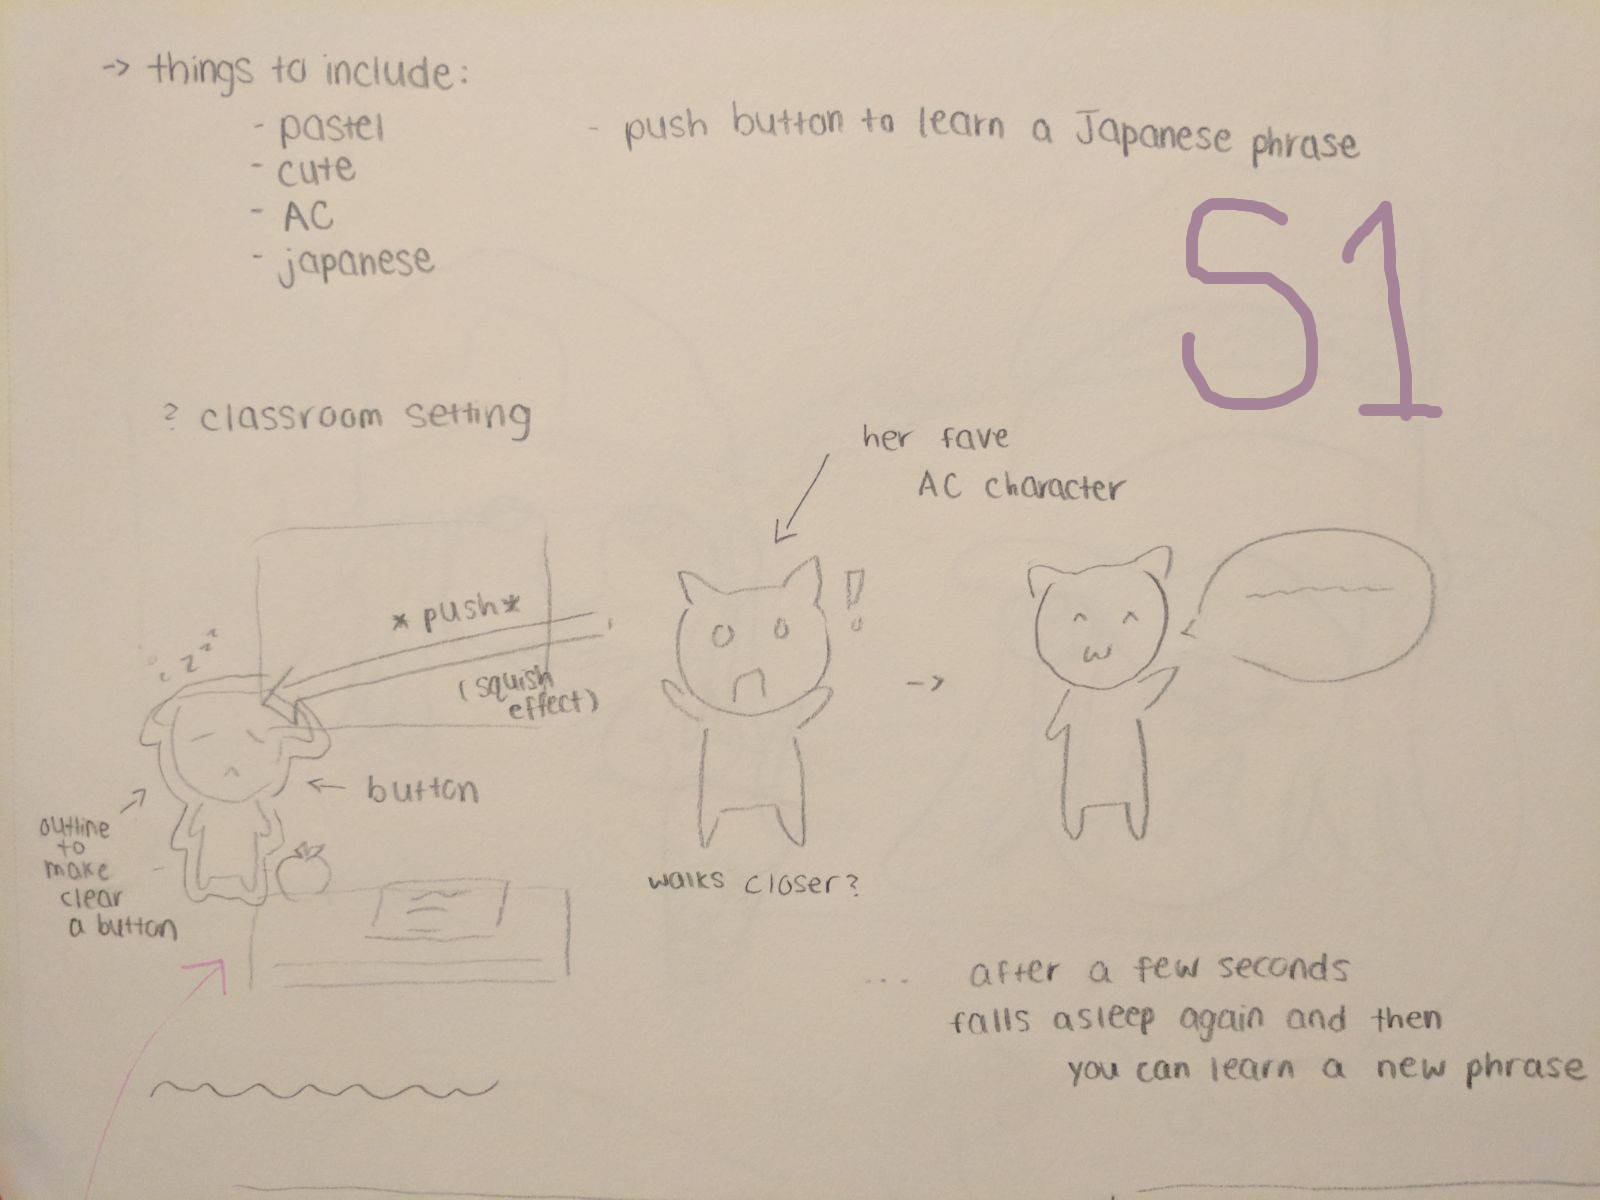 -> things to include:
- pastel
- cute
- AC
- japanese
- push button to learn a Japanese phrase
S1
? classroom setting
her fave
AC character
z z z
*push*
(squish
effect)
!
->
button
outline
to
make
clear
a button
walks closer?
... after a few seconds
falls asleep again and then
you can learn a new phrase